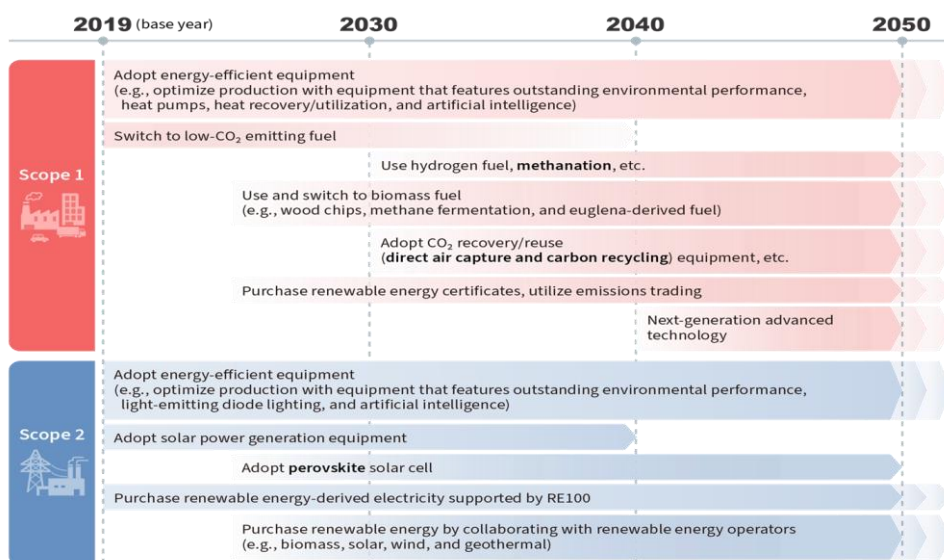 2019 (base year) 2030 2040 2050
Scope 1
Adopt energy-efficient equipment
(e.g., optimize production with equipment that features outstanding environmental performance,
heat pumps, heat recovery/utilization, and artificial intelligence)
Switch to low-CO₂ emitting fuel
Use hydrogen fuel, methanation, etc.
Use and switch to biomass fuel
(e.g., wood chips, methane fermentation, and euglena-derived fuel)
Adopt CO₂ recovery/reuse
(direct air capture and carbon recycling) equipment, etc.
Purchase renewable energy certificates, utilize emissions trading
Next-generation advanced
technology
Scope 2
Adopt energy-efficient equipment
(e.g., optimize production with equipment that features outstanding environmental performance,
light-emitting diode lighting, and artificial intelligence)
Adopt solar power generation equipment
Adopt perovskite solar cell
Purchase renewable energy-derived electricity supported by RE100
Purchase renewable energy by collaborating with renewable energy operators
(e.g., biomass, solar, wind, and geothermal)